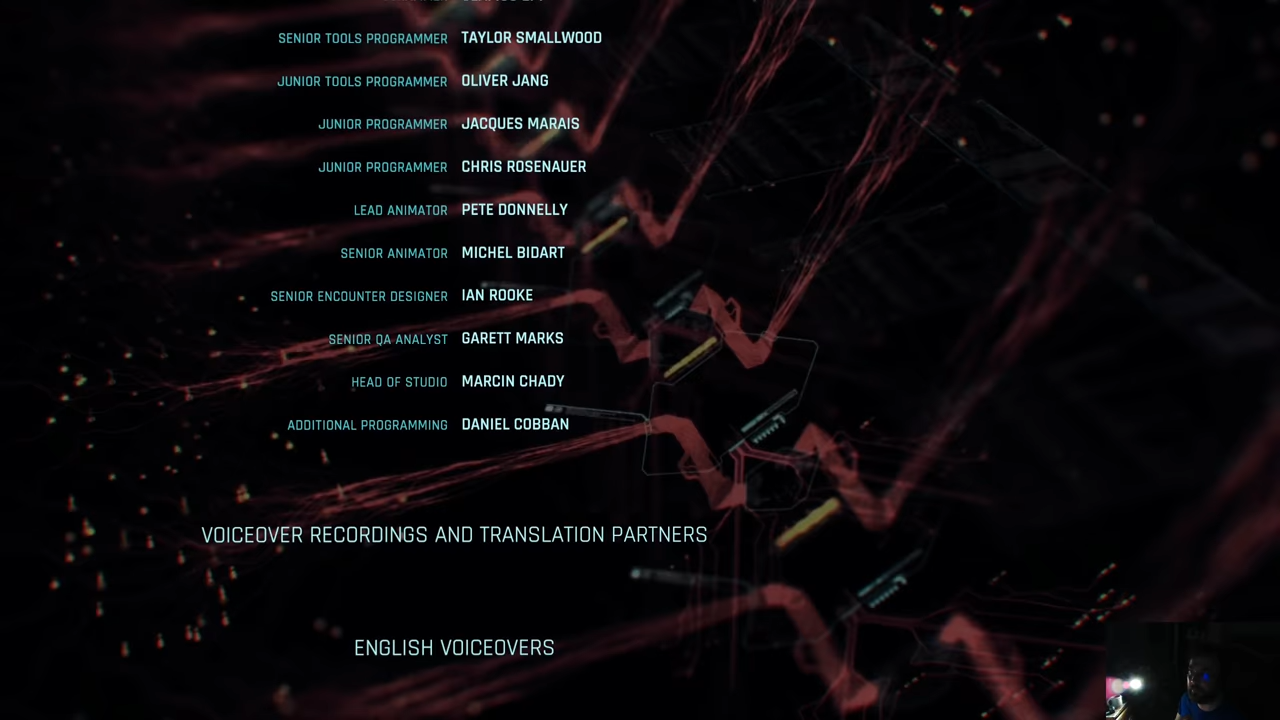 SENIOR TOOLS PROGRAMMER TAYLOR SMALLWOOD
JUNIOR TOOLS PROGRAMMER OLIVER JANG
JUNIOR PROGRAMMER JACQUES MARAIS
JUNIOR PROGRAMMER CHRIS ROSENAUER
LEAD ANIMATOR PETE DONNELLY
SENIOR ANIMATOR MICHEL BIDART
SENIOR ENCOUNTER DESIGNER IAN ROOKE
SENIOR QA ANALYST GARETT MARKS
HEAD OF STUDIO MARCIN CHADY
ADDITIONAL PROGRAMMING DANIEL COBBAN
VOICEOVER RECORDINGS AND TRANSLATION PARTNERS
ENGLISH VOICEOVERS